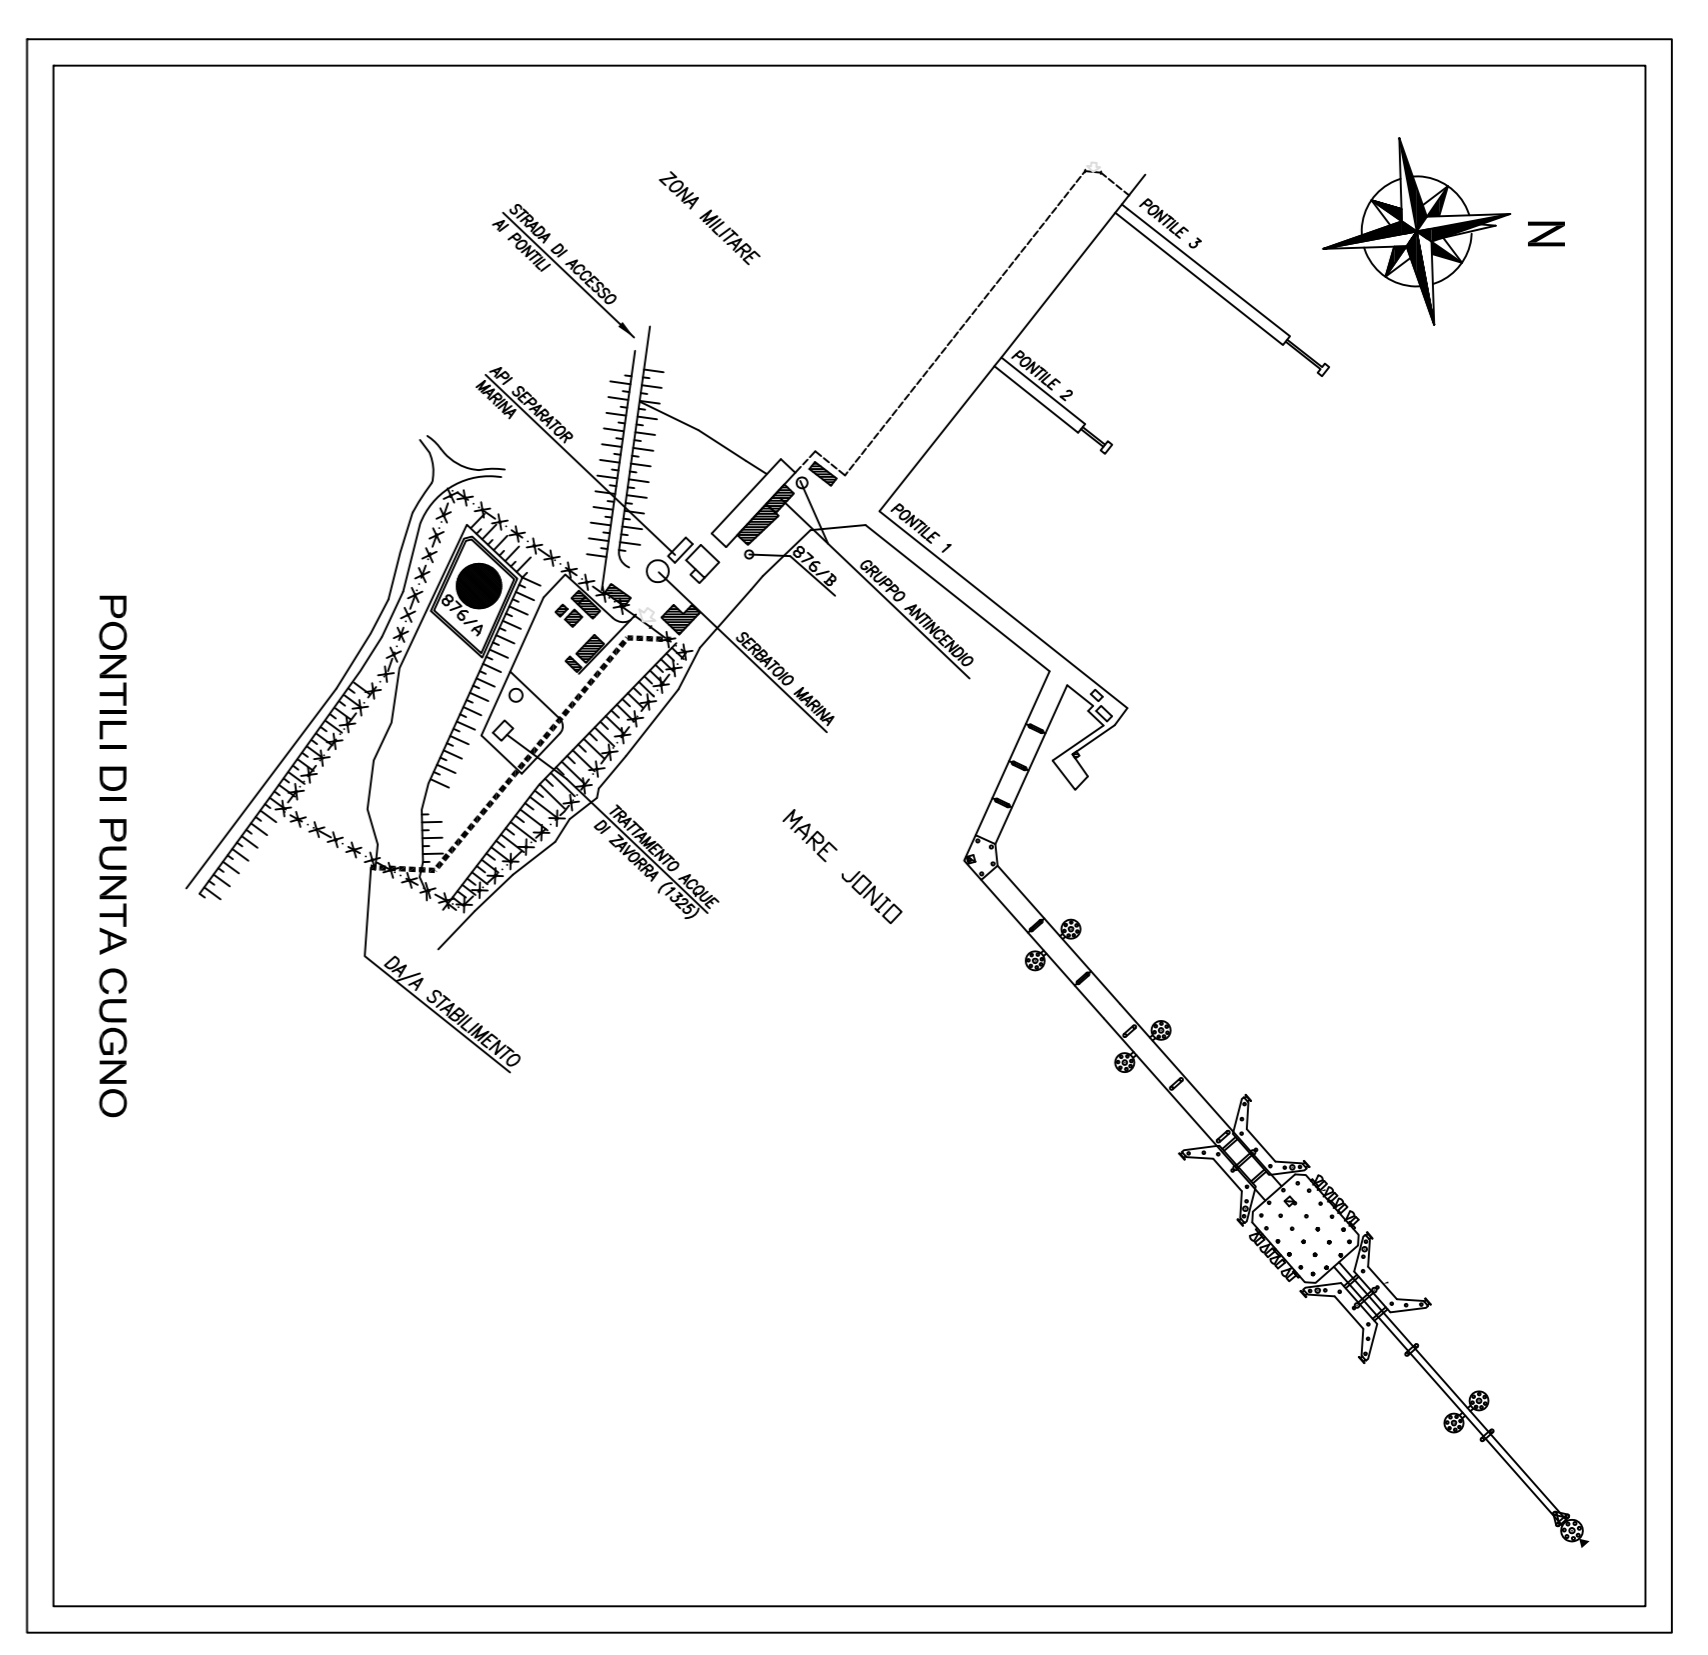 N
PONTILE 3
PONTILE 2
PONTILE 1
ZONA MILITARE
STRADA DI ACCESSO
AI PONTILI
API SEPARATOR
MARINA
876/B
GRUPPO ANTINCENDIO
SERBATOIO MARINA
876/A
TRATTAMENTO ACQUE
DI ZAVORRA (1325)
MARE JONIO
DA/A STABILIMENTO
PONTILI DI PUNTA CUGNO